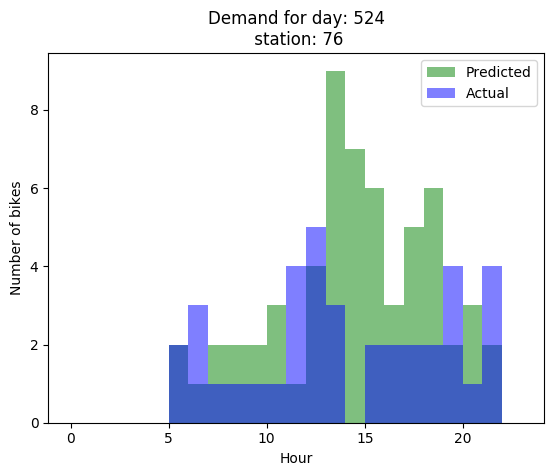 Demand for day: 524
station: 76
Predicted
Actual
Number of bikes
8
6
4
2
0
0 5 10 15 20
Hour